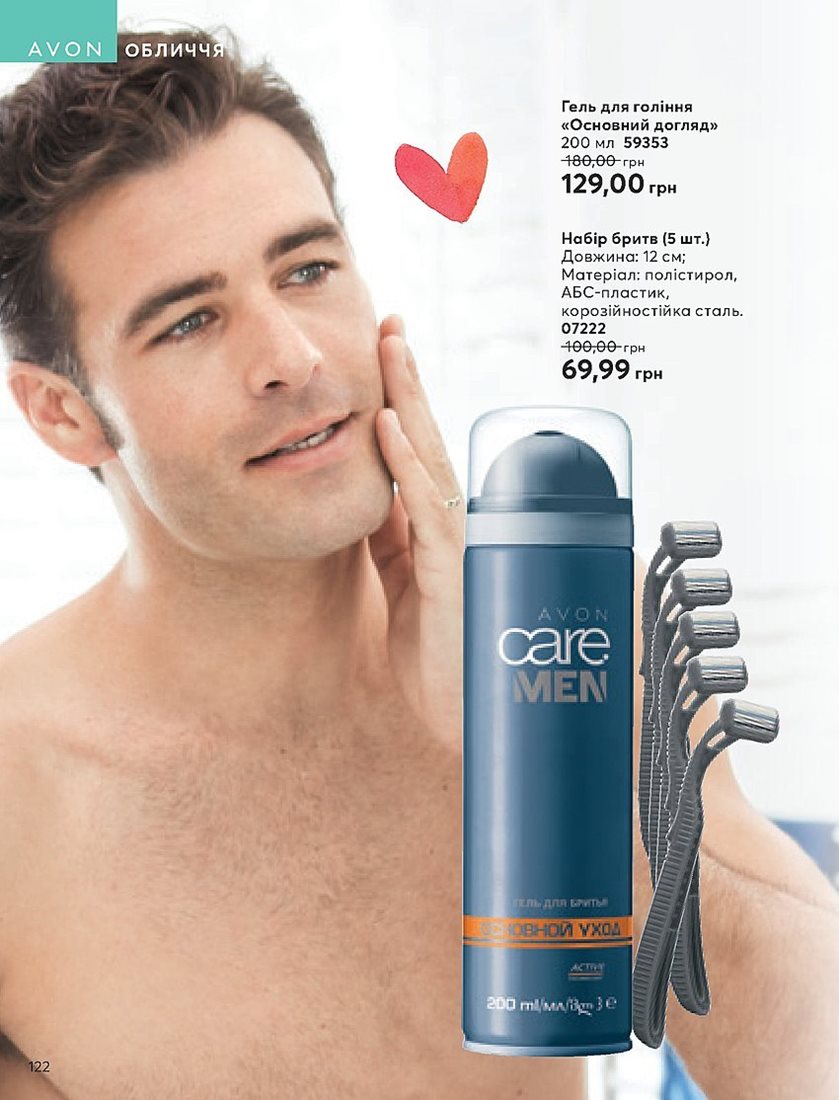 AVON ОБЛИЧЧЯ
Гель для гоління
«Основний догляд»
200 мл 59353
180,00 грн
129,00 грн
Набір бритв (5 шт.)
Довжина: 12 см;
Матеріал: полістирол,
АБС-пластик,
корозійностійка сталь.
07222
100,00 грн
69,99 грн
AVON
care
MEN
ГЕЛЬ ДЛЯ БРИТЬЯ
ОСНОВНОЙ УХОД
ACTIVE
200 ml/мл/
122